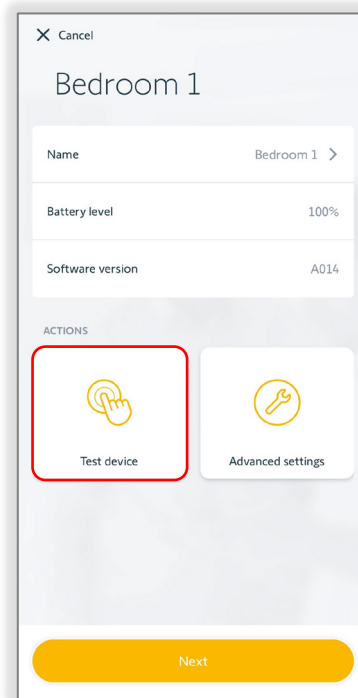 Cancel
Bedroom 1
Name Bedroom 1
Battery level 100%
Software version A014
ACTIONS
Test device Advanced settings
Next